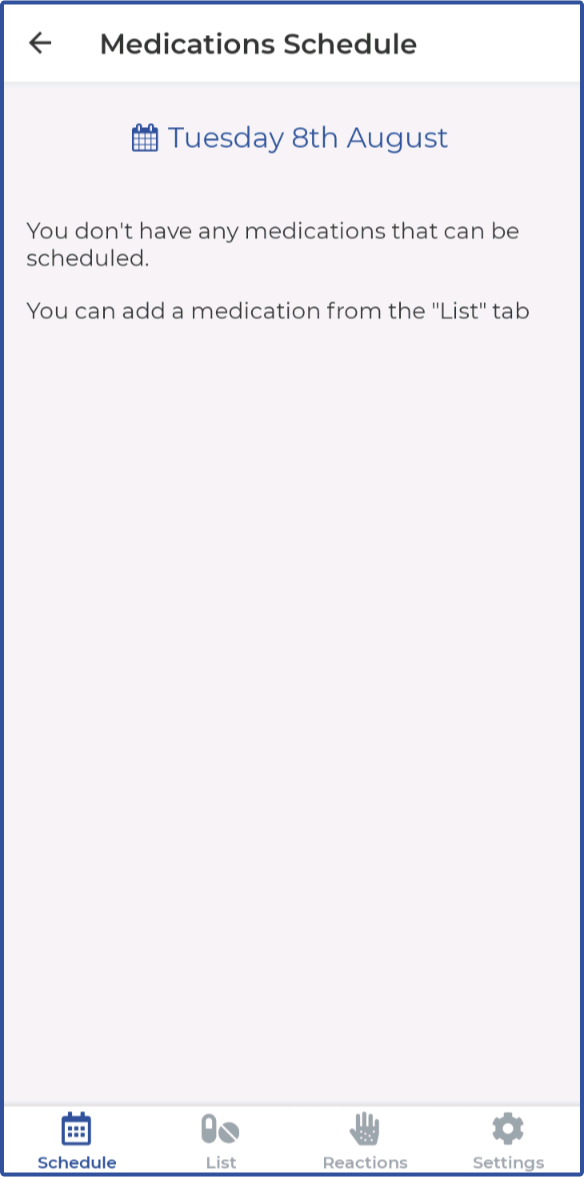 Medications Schedule
Tuesday 8th August
You don't have any medications that can be
scheduled.
You can add a medication from the "List" tab
Schedule
List
Reactions
Settings